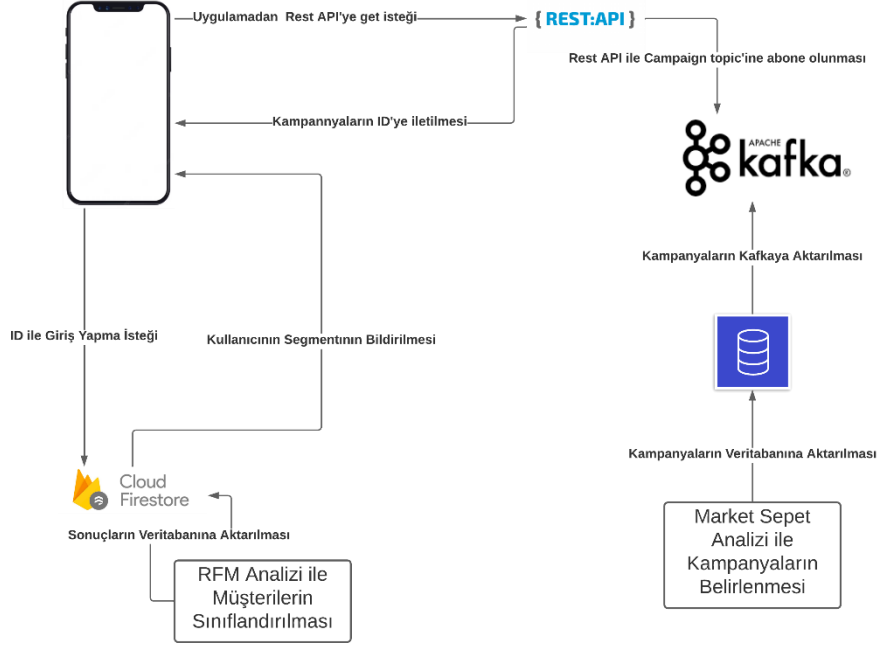 Uygulamadan Rest API'ye get isteği
{ REST:API }
Rest API ile Campaign topic'ine abone olunması
Kampannyaların ID'ye iletilmesi
APACHE
kafka®
Kampanyaların Kafkaya Aktarılması
ID ile Giriş Yapma İsteği
Kullanıcının Segmentının Bildirilmesi
Kampanyaların Veritabanına Aktarılması
Cloud
Firestore
Sonuçların Veritabanına Aktarılması
RFM Analizi ile
Müşterilerin
Sınıflandırılması
Market Sepet
Analizi ile
Kampanyaların
Belirlenmesi